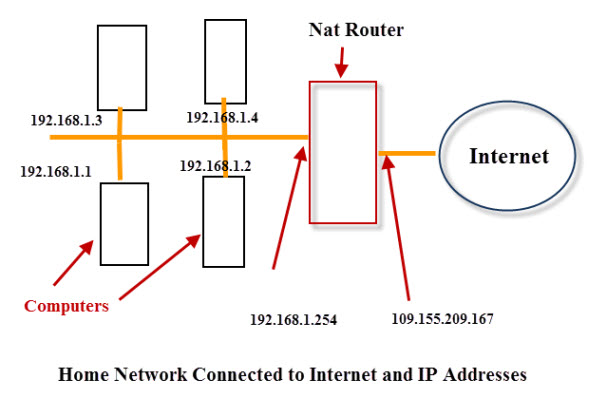 Nat Router
192.168.1.3
192.168.1.4
192.168.1.1
192.168.1.2
Internet
Computers
192.168.1.254
109.155.209.167
Home Network Connected to Internet and IP Addresses